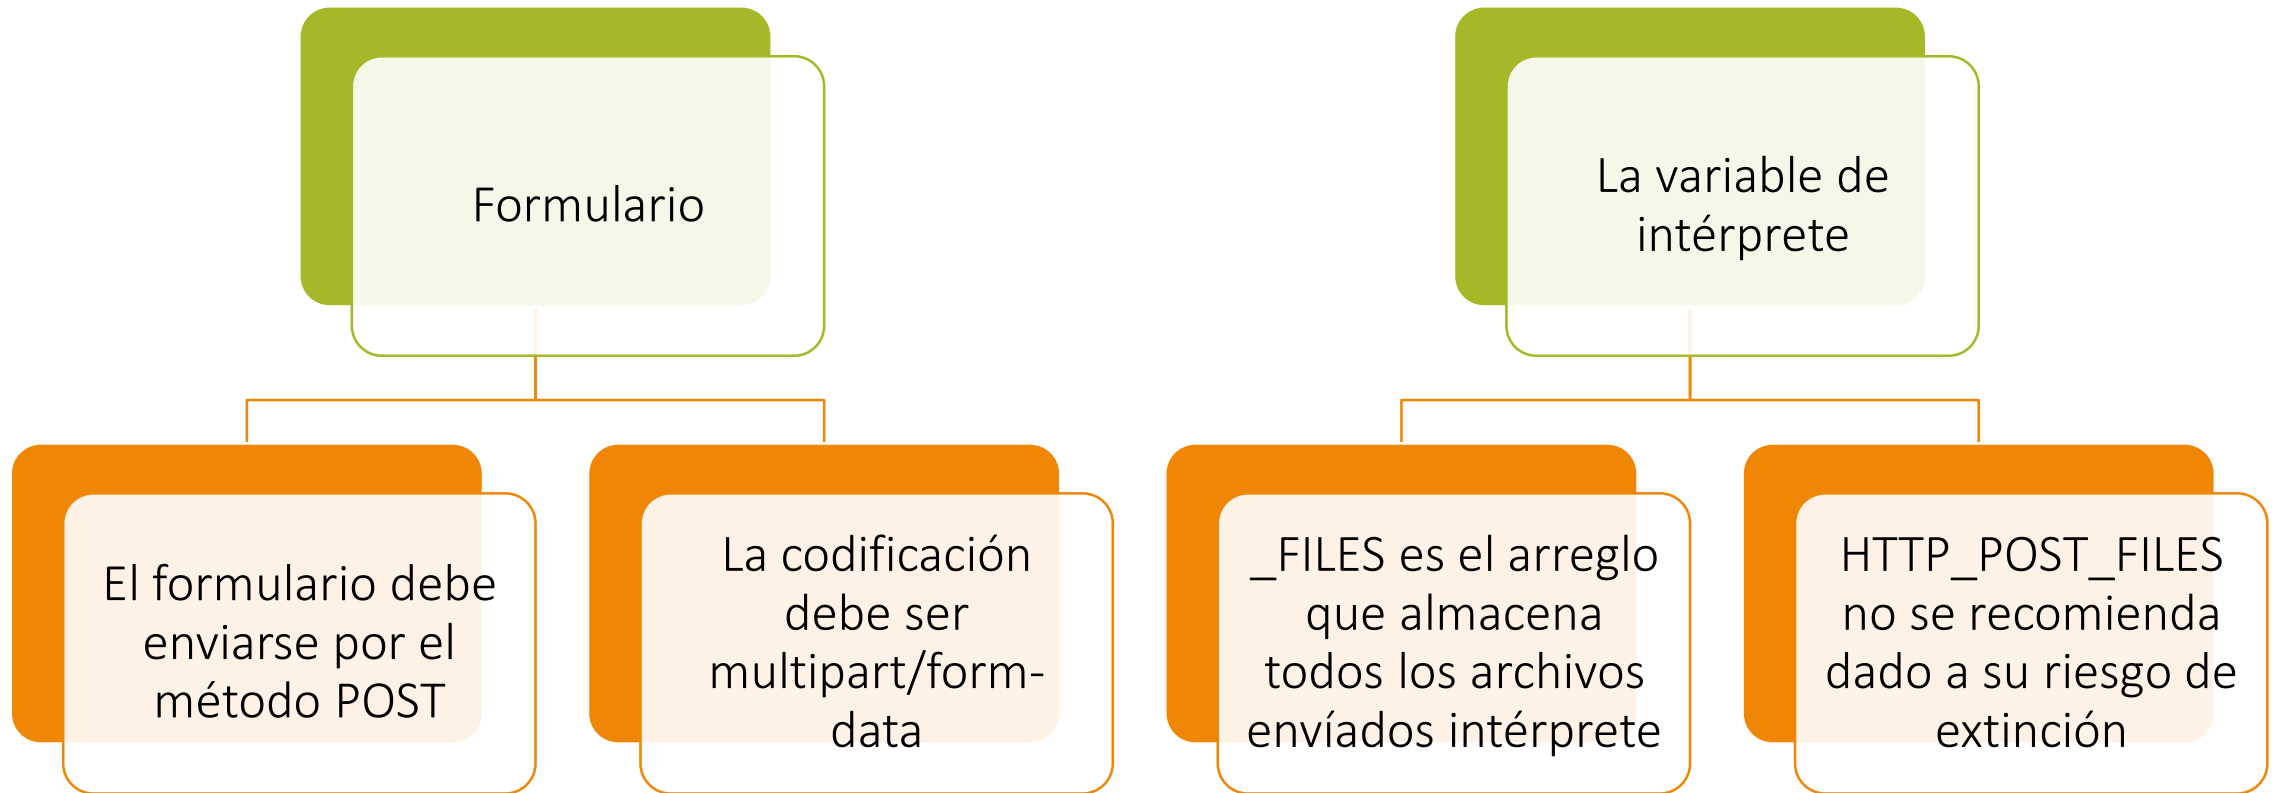 Formulario
La variable de
intérprete
El formulario debe
enviarse por el
método POST
La codificación
debe ser
multipart/form-
data
_FILES es el arreglo
que almacena
todos los archivos
envíados intérprete
HTTP_POST_FILES
no se recomienda
dado a su riesgo de
extinción